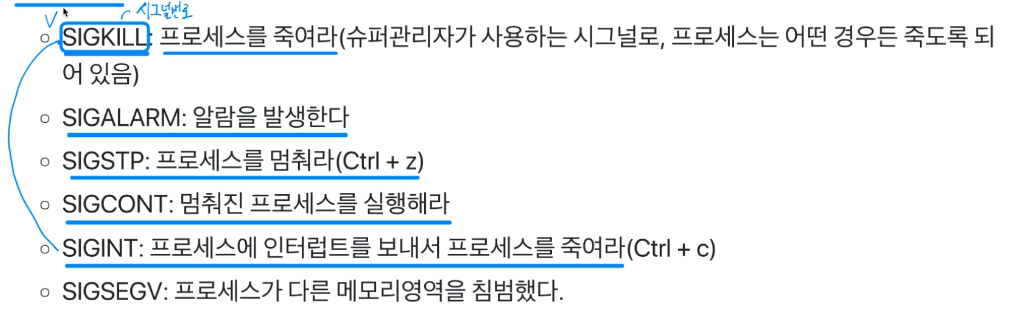 시그널번호
SIGKILL: 프로세스를 죽여라(슈퍼관리자가 사용하는 시그널로, 프로세스는 어떤 경우든 죽도록 되
어 있음)
SIGALARM: 알람을 발생한다
SIGSTP: 프로세스를 멈춰라(Ctrl + z)
SIGCONT: 멈춰진 프로세스를 실행해라
SIGINT: 프로세스에 인터럽트를 보내서 프로세스를 죽여라(Ctrl + c)
SIGSEGV: 프로세스가 다른 메모리영역을 침범했다.